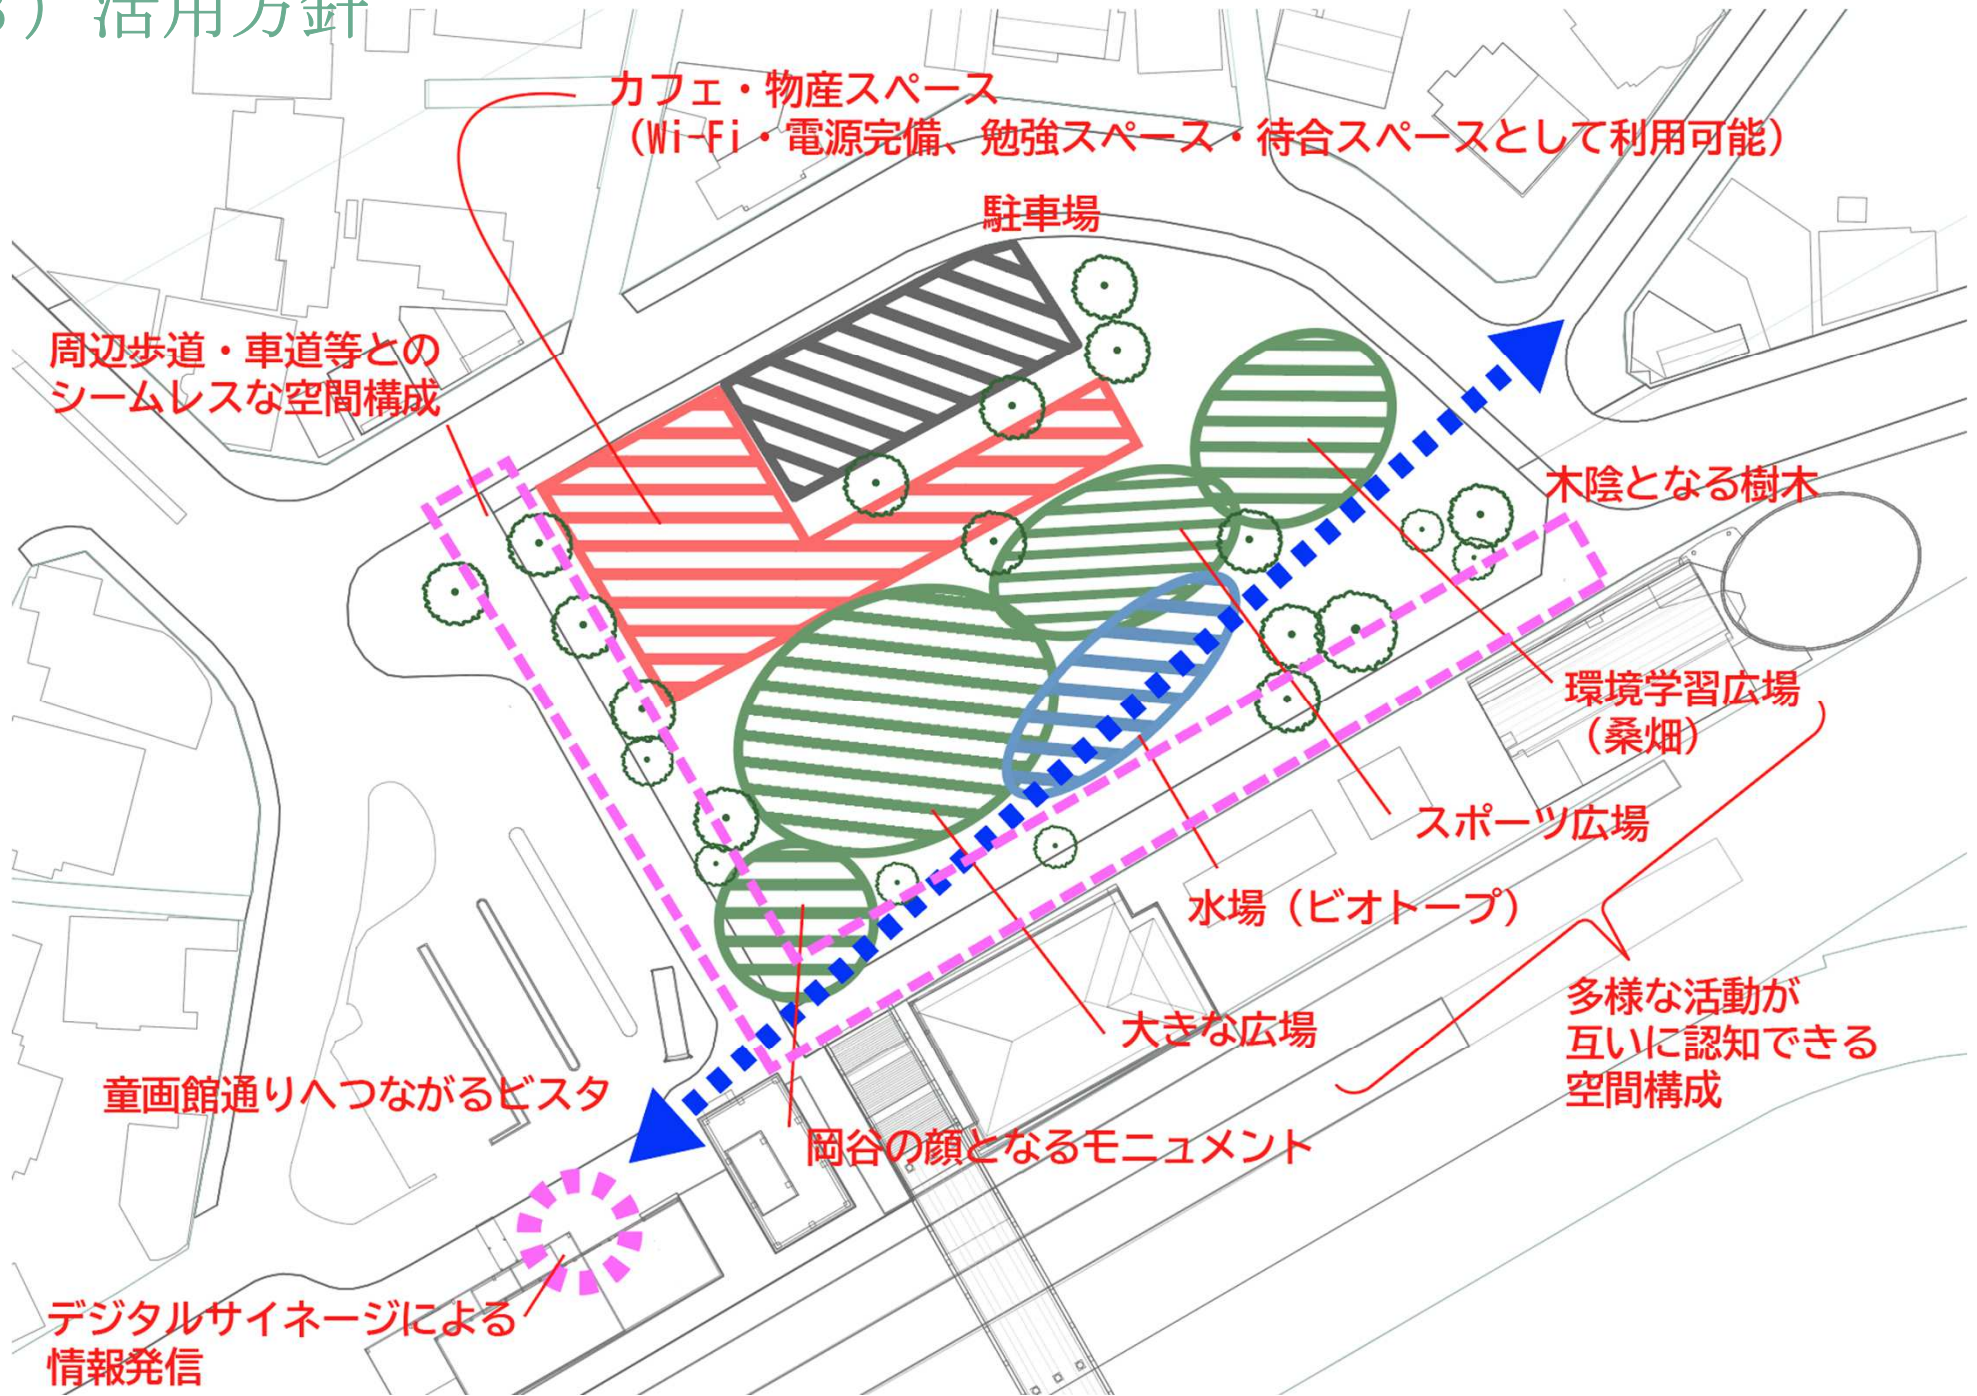 ）活用方針
カフェ・物産スペース
（Wi-Fi・電源完備、勉強スペース・待合スペースとして利用可能）
駐車場
周辺歩道・車道等との
シームレスな空間構成
木陰となる樹木
環境学習広場
（桑畑）
スポーツ広場
水場（ビオトープ）
多様な活動が
互いに認知できる
空間構成
大きな広場
童画館通りへつながるビスタ
岡谷の顔となるモニュメント
デジタルサイネージによる
情報発信